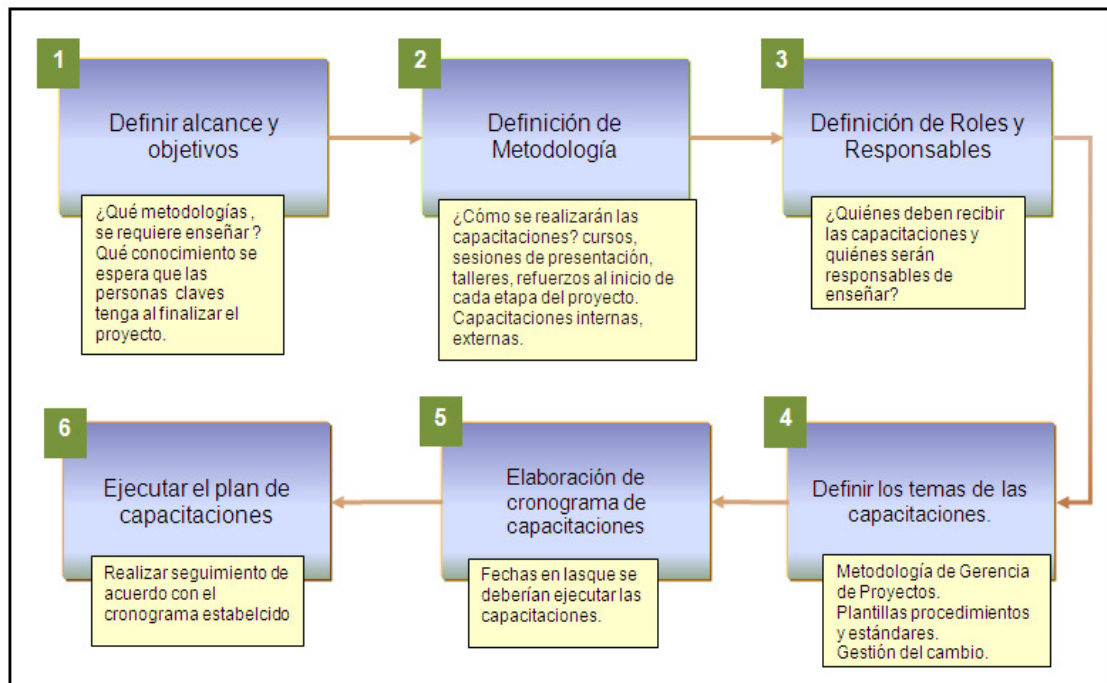 1
Definir alcance y
objetivos
¿Qué metodologías ,
se requiere enseñar ?
Qué conocimiento se
espera que las
personas claves
tenga al finalizar el
proyecto.
2
Definición de
Metodología
¿Cómo se realizarán las
capacitaciones? cursos,
sesiones de presentación,
talleres, refuerzos al inicio de
cada etapa del proyecto.
Capacitaciones internas,
externas.
3
Definición de Roles y
Responsables
¿Quiénes deben recibir
las capacitaciones y
quiénes serán
responsables de
enseñar?
4
Definir los temas de las
capacitaciones.
Metodología de Gerencia
de Proyectos.
Plantillas procedimientos
y estándares.
Gestión del cambio.
5
Elaboración de
cronograma de
capacitaciones
Fechas en lasque se
deberían ejecutar las
capacitaciones.
6
Ejecutar el plan de
capacitaciones
Realizar seguimiento de
acuerdo con el
cronograma estabelcido